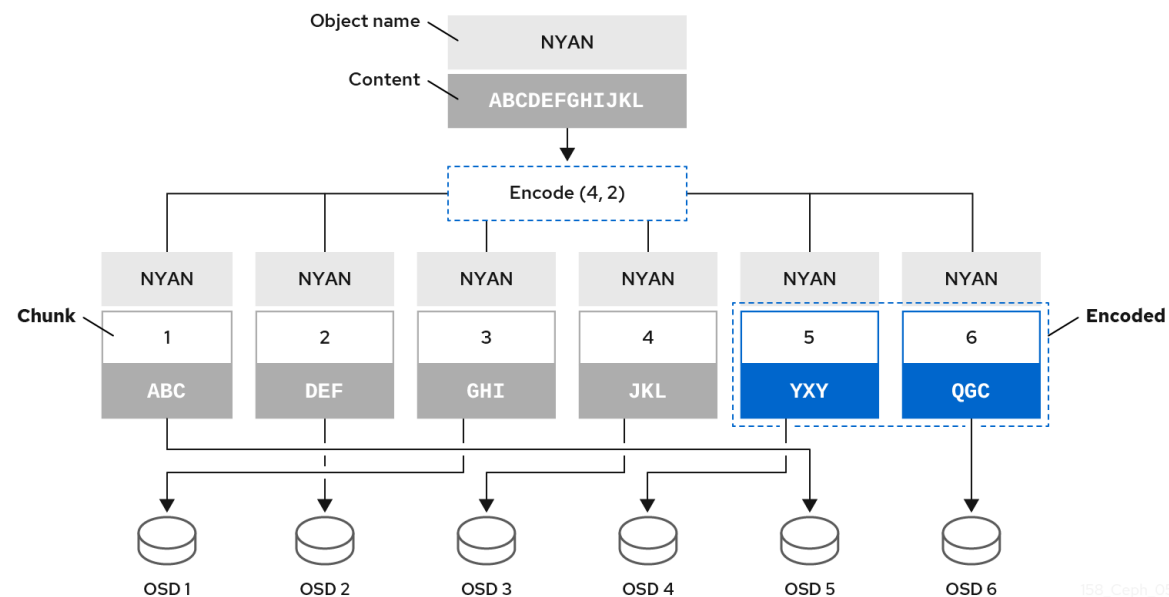 Object name
NYAN
Content
ABCDEFGHIJKL
Encode (4, 2)
NYAN NYAN NYAN NYAN NYAN NYAN
Chunk 1 2 3 4 5 6 Encoded
ABC DEF GHI JKL YXY QGC
OSD 1 OSD 2 OSD 3 OSD 4 OSD 5 OSD 6